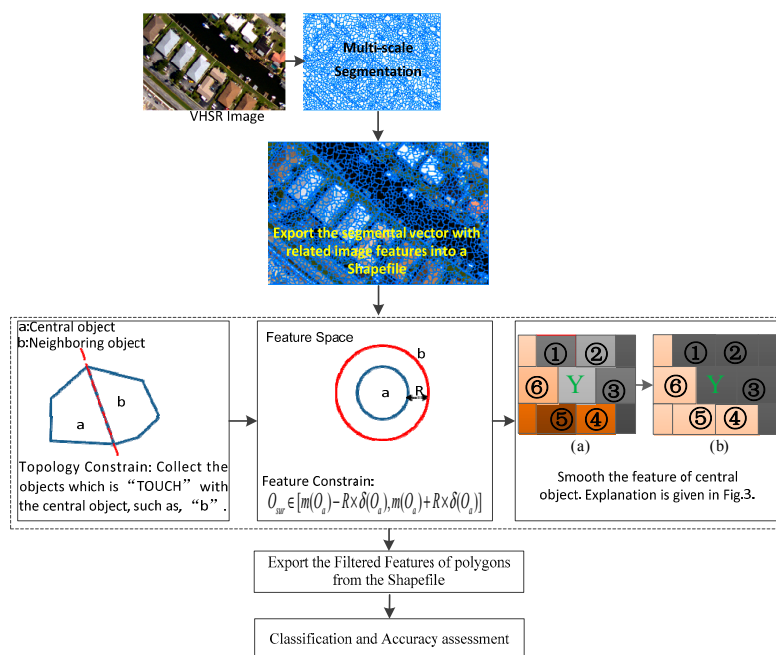 Multi-scale
Segmentation
VHSR Image
Export the segmental vector with
related image features into a
Shapefile
a:Central object
b:Neighboring object
a
b
Topology Constrain: Collect the
objects which is “TOUCH” with
the central object, such as, “b”.
Feature Space
b
a
R
Feature Constrain:
O_sur∈[m(O_a)−R×δ(O_a),m(O_a)+R×δ(O_a)]
① ②
⑥ Y ③
⑤ ④
(a)
① ②
⑥ Y ③
⑤ ④
(b)
Smooth the feature of central
object. Explanation is given in Fig.3.
Export the Filtered Features of polygons
from the Shapefile
Classification and Accuracy assessment